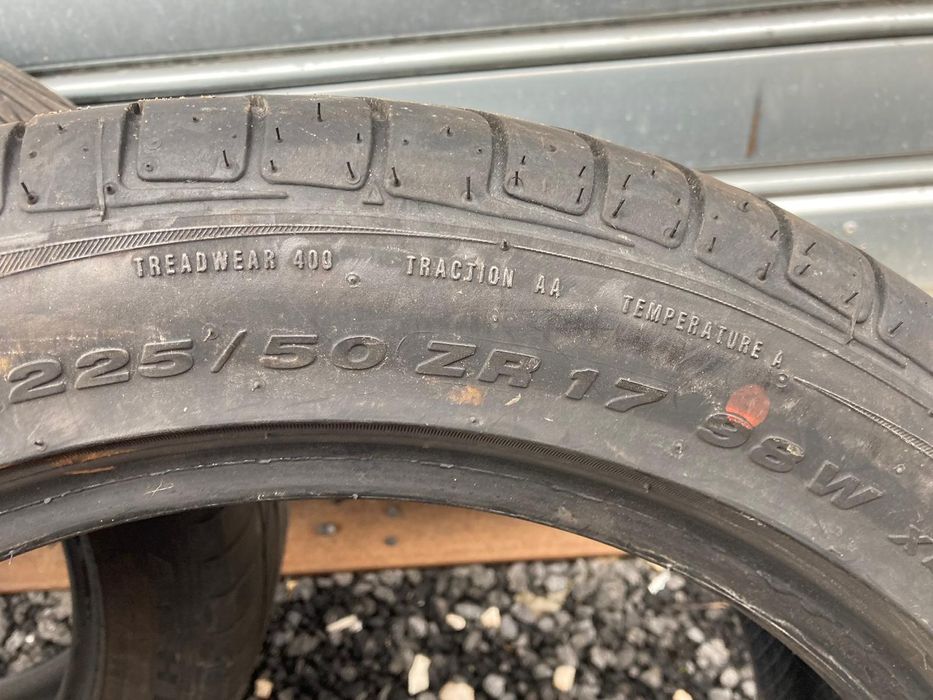 TREADWEAR 400 TRACTION AA TEMPERATURE A
225/50 ZR 17 98 W